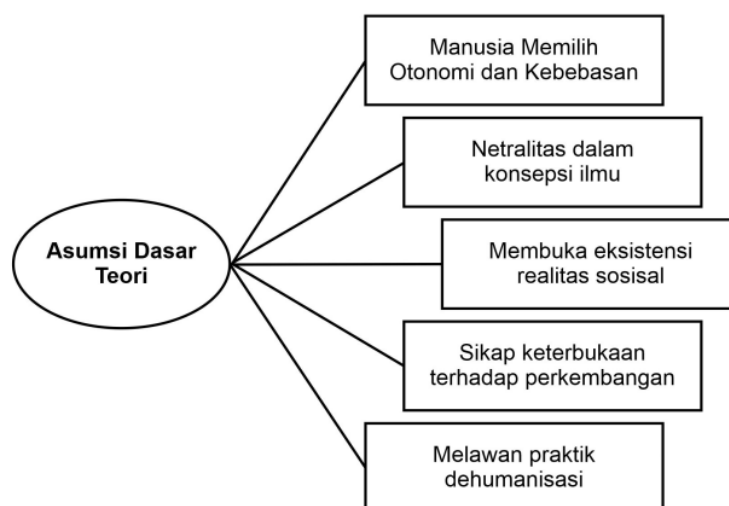 Manusia Memilih
Otonomi dan Kebebasan
Netralitas dalam
konsepsi ilmu
Asumsi Dasar
Teori
Membuka eksistensi
realitas sosisal
Sikap keterbukaan
terhadap perkembangan
Melawan praktik
dehumanisasi